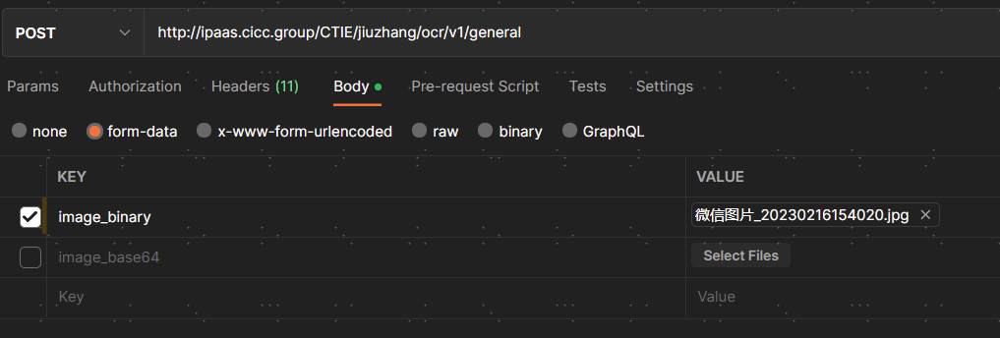 POST http://ipaas.cicc.group/CTIE/jiuzhang/ocr/v1/general
Params Authorization Headers (11) Body Pre-request Script Tests Settings
none form-data x-www-form-urlencoded raw binary GraphQL
KEY VALUE
image_binary 微信图片_20230216154020.jpg
image_base64 Select Files
Key Value